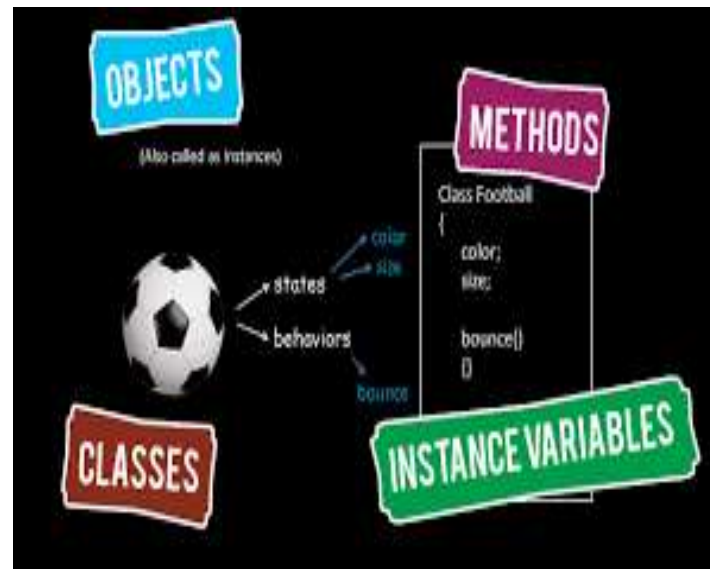 OBJECTS
(Also called as instances)
METHODS
Class Football
{
color;
size;
bounce()
{}
color
size
states
behaviors
bounce
CLASSES
INSTANCE VARIABLES